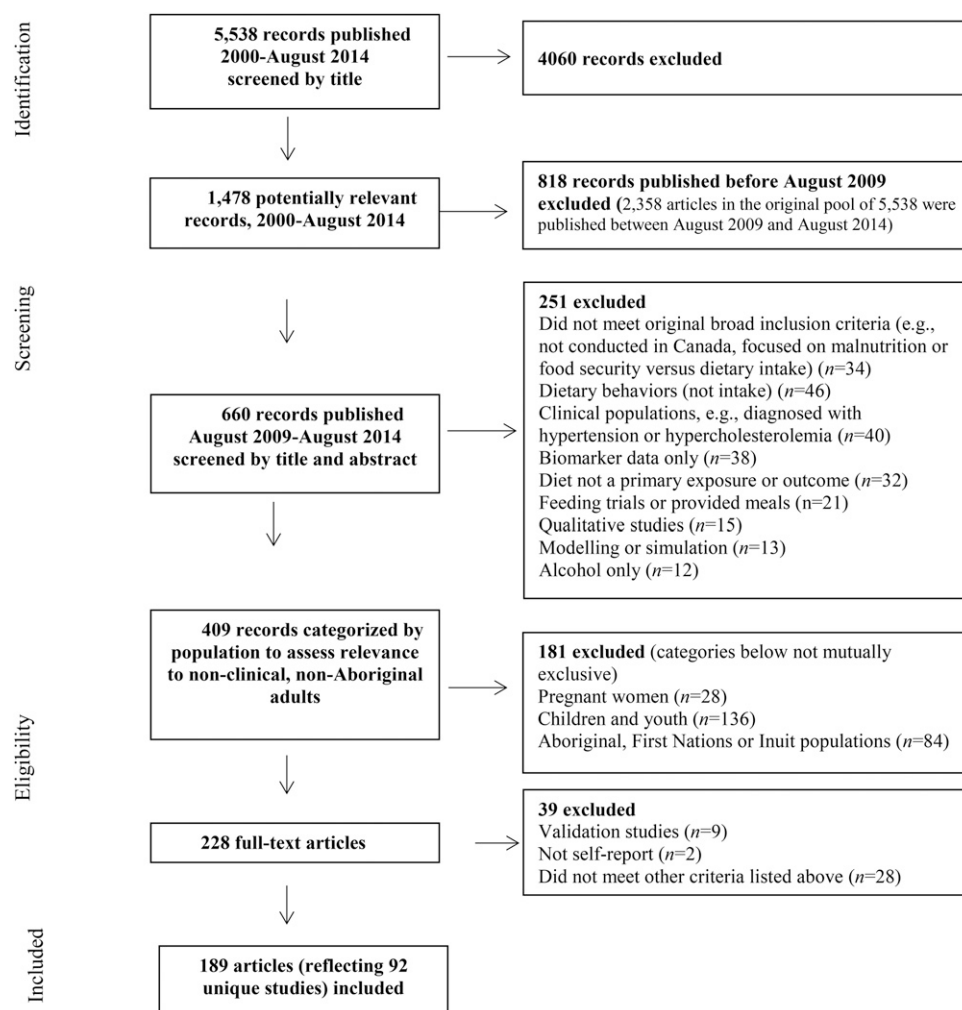 Identification
5,538 records published
2000-August 2014
screened by title
4060 records excluded
1,478 potentially relevant
records, 2000-August 2014
818 records published before August 2009
excluded (2,358 articles in the original pool of 5,538 were
published between August 2009 and August 2014)
Screening
660 records published
August 2009-August 2014
screened by title and abstract
251 excluded
Did not meet original broad inclusion criteria (e.g.,
not conducted in Canada, focused on malnutrition or
food security versus dietary intake) (n=34)
Dietary behaviors (not intake) (n=46)
Clinical populations, e.g., diagnosed with
hypertension or hypercholesterolemia (n=40)
Biomarker data only (n=38)
Diet not a primary exposure or outcome (n=32)
Feeding trials or provided meals (n=21)
Qualitative studies (n=15)
Modelling or simulation (n=13)
Alcohol only (n=12)
Eligibility
409 records categorized by
population to assess relevance
to non-clinical, non-Aboriginal
adults
181 excluded (categories below not mutually
exclusive)
Pregnant women (n=28)
Children and youth (n=136)
Aboriginal, First Nations or Inuit populations (n=84)
228 full-text articles
39 excluded
Validation studies (n=9)
Not self-report (n=2)
Did not meet other criteria listed above (n=28)
Included
189 articles (reflecting 92
unique studies) included